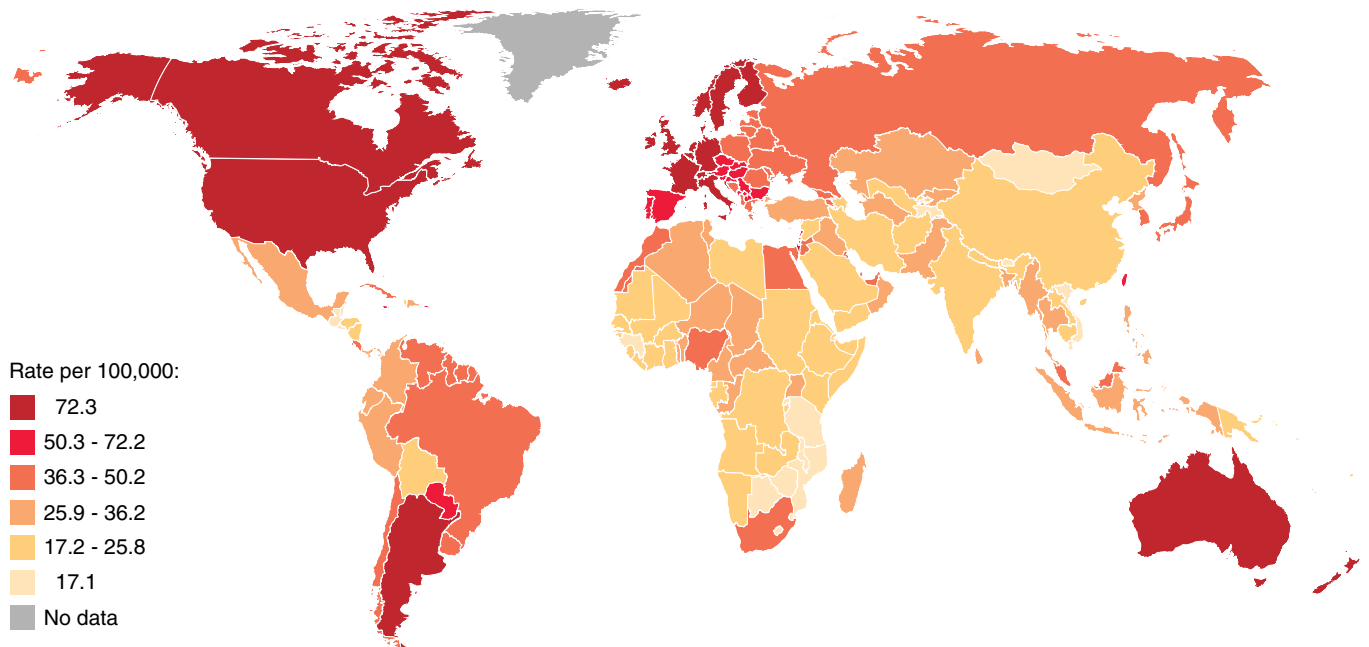 Rate per 100,000:
72.3
50.3 - 72.2
36.3 - 50.2
25.9 - 36.2
17.2 - 25.8
17.1
No data